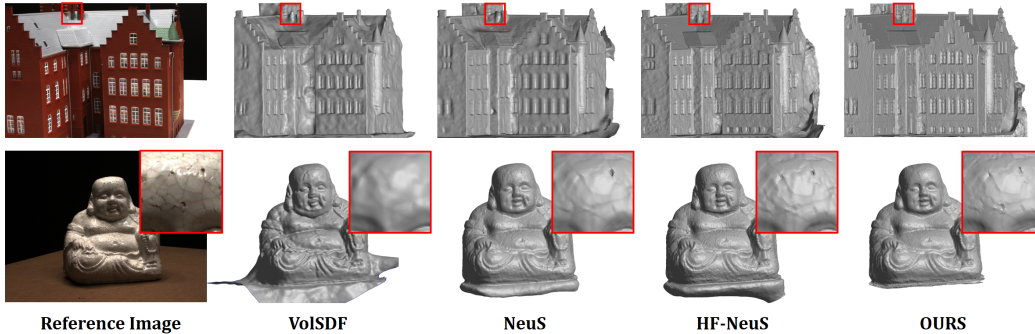 Reference Image
VolSDF
NeuS
HF-NeuS
OURS